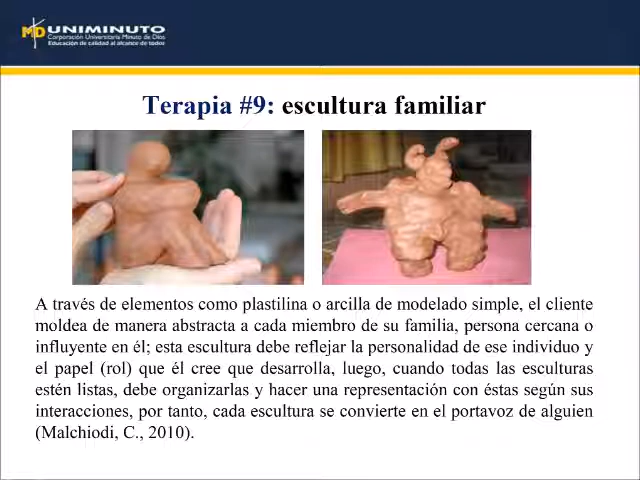 UNIMINUTO
Corporación Universitaria Minuto de Dios
Educación de calidad al alcance de todos
Terapia #9: escultura familiar
A través de elementos como plastilina o arcilla de modelado simple, el cliente
moldea de manera abstracta a cada miembro de su familia, persona cercana o
influyente en él; esta escultura debe reflejar la personalidad de ese individuo y
el papel (rol) que él cree que desarrolla, luego, cuando todas las esculturas
estén listas, debe organizarlas y hacer una representación con éstas según sus
interacciones, por tanto, cada escultura se convierte en el portavoz de alguien
(Malchiodi, C., 2010).